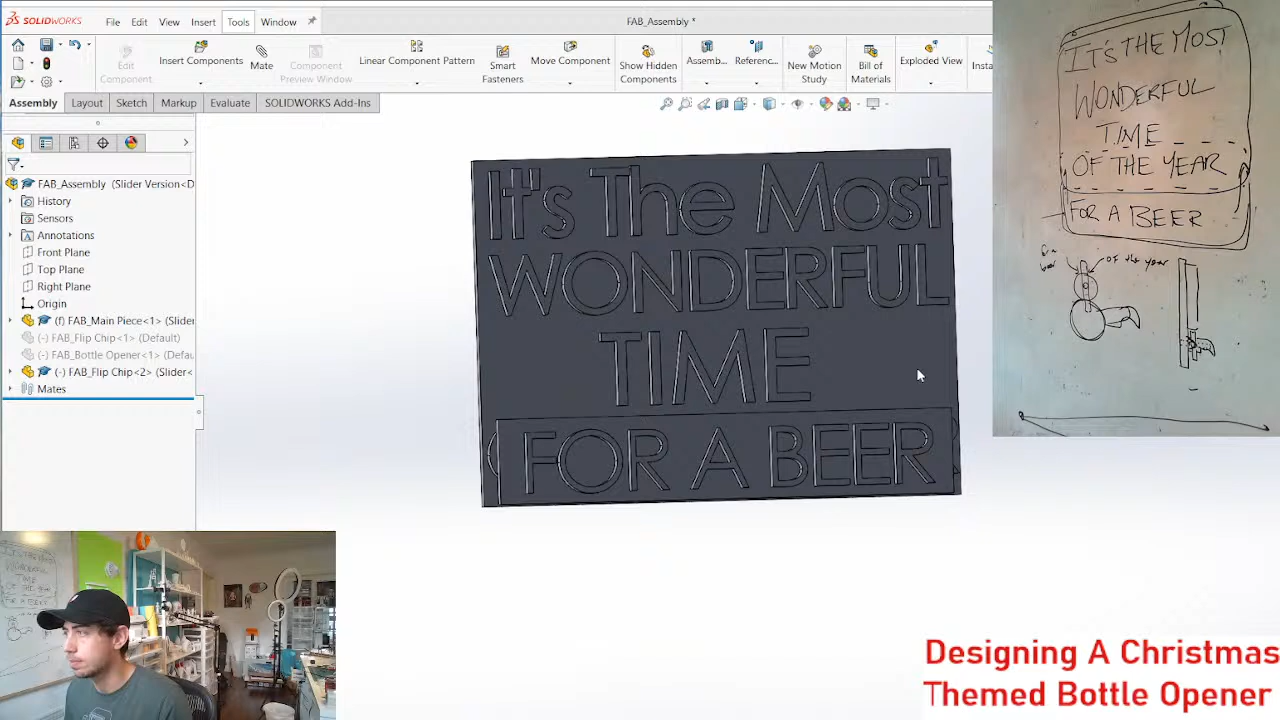 SOLIDWORKS
File Edit View Insert Tools Window
FAB_Assembly *
Edit Component
Insert Components
Mate
Component Preview Window
Linear Component Pattern
Smart Fasteners
Move Component
Show Hidden Components
Assemb...
Referenc...
New Motion Study
Bill of Materials
Exploded View
Insta
Assembly Layout Sketch Markup Evaluate SOLIDWORKS Add-Ins
FAB_Assembly (Slider Version<D
History
Sensors
Annotations
Front Plane
Top Plane
Right Plane
Origin
(f) FAB_Main Piece<1> (Slider
(-) FAB_Flip Chip<1> (Default)
(-) FAB_Bottle Opener<1> (Defau
(-) FAB_Flip Chip<2> (Slider<
Mates
It's The Most
WONDERFUL
TIME
FOR A BEER
IT'S THE MOST
WONDERFUL
TIME
OF THE YEAR
FOR A BEER
of the year
Designing A Christmas
Themed Bottle Opener